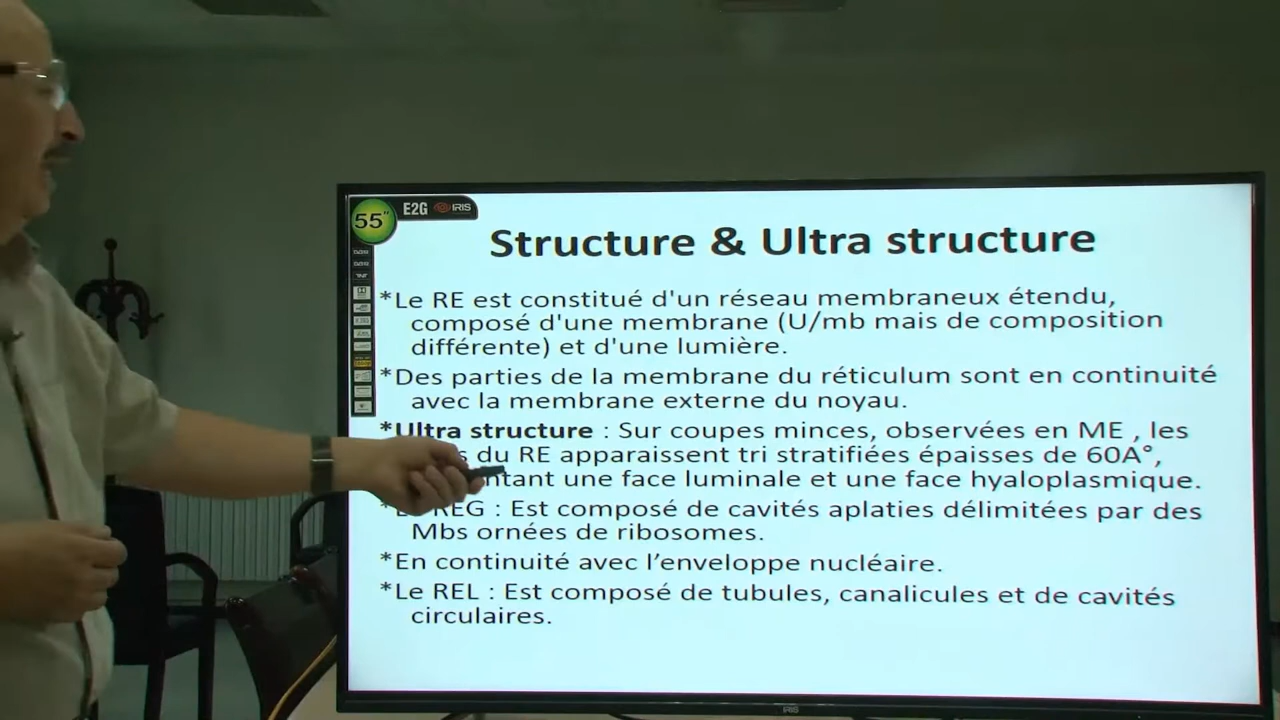 55"
E2G IRIS
Structure & Ultra structure
*Le RE est constitué d'un réseau membraneux étendu,
composé d'une membrane (U/mb mais de composition
différente) et d'une lumière.
*Des parties de la membrane du réticulum sont en continuité
avec la membrane externe du noyau.
*Ultra structure : Sur coupes minces, observées en ME , les
du RE apparaissent tri stratifiées épaisses de 60A°,
une face luminale et une face hyaloplasmique.
REG : Est composé de cavités aplaties délimitées par des
Mbs ornées de ribosomes.
*En continuité avec l’enveloppe nucléaire.
*Le REL : Est composé de tubules, canalicules et de cavités
circulaires.
IRIS